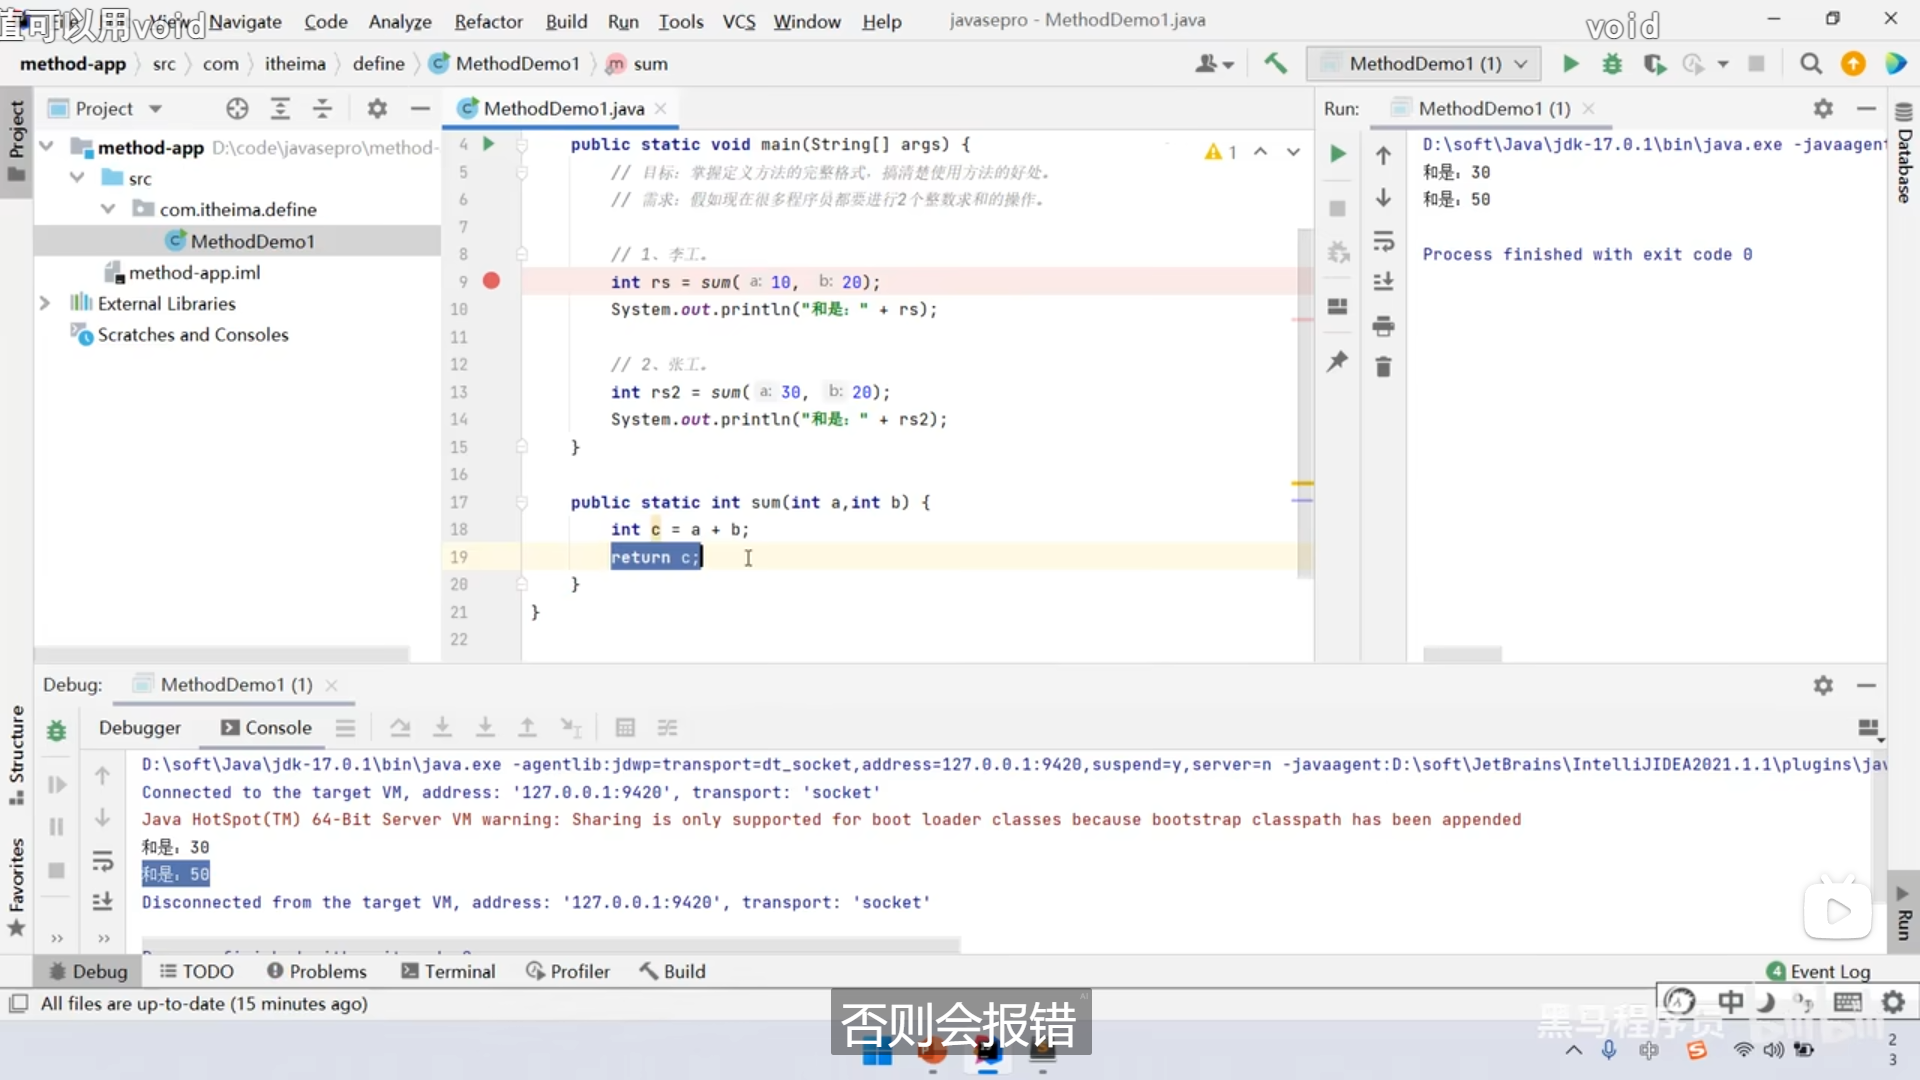 值可以用void
void
View Navigate Code Analyze Refactor Build Run Tools VCS Window Help
javasepro - MethodDemo1.java
method-app src com itheima define MethodDemo1 sum
MethodDemo1 (1)
Project
Project
method-app D:\code\javasepro\method-
src
com.itheima.define
MethodDemo1
method-app.iml
External Libraries
Scratches and Consoles
MethodDemo1.java
1
4 public static void main(String[] args) {
5 // 目标：掌握定义方法的完整格式，搞清楚使用方法的好处。
6 // 需求：假如现在很多程序员都要进行2个整数求和的操作。
7
8 // 1、李工。
9 int rs = sum( a: 10, b: 20);
10 System.out.println("和是：" + rs);
11
12 // 2、张工。
13 int rs2 = sum( a: 30, b: 20);
14 System.out.println("和是：" + rs2);
15 }
16
17 public static int sum(int a,int b) {
18 int c = a + b;
19 return c;
20 }
21 }
22
Run: MethodDemo1 (1)
D:\soft\Java\jdk-17.0.1\bin\java.exe -javaagent
和是：30
和是：50
Process finished with exit code 0
Database
Debug: MethodDemo1 (1)
Debugger Console
D:\soft\Java\jdk-17.0.1\bin\java.exe -agentlib:jdwp=transport=dt_socket,address=127.0.0.1:9420,suspend=y,server=n -javaagent:D:\soft\JetBrains\IntelliJIDEA2021.1.1\plugins\jav
Connected to the target VM, address: '127.0.0.1:9420', transport: 'socket'
Java HotSpot(TM) 64-Bit Server VM warning: Sharing is only supported for boot loader classes because bootstrap classpath has been appended
和是：30
和是：50
Disconnected from the target VM, address: '127.0.0.1:9420', transport: 'socket'
Structure
Favorites
Run
Debug TODO Problems Terminal Profiler Build
4 Event Log
All files are up-to-date (15 minutes ago)
否则会报错
AI
中
黑马程序员
中
2
3